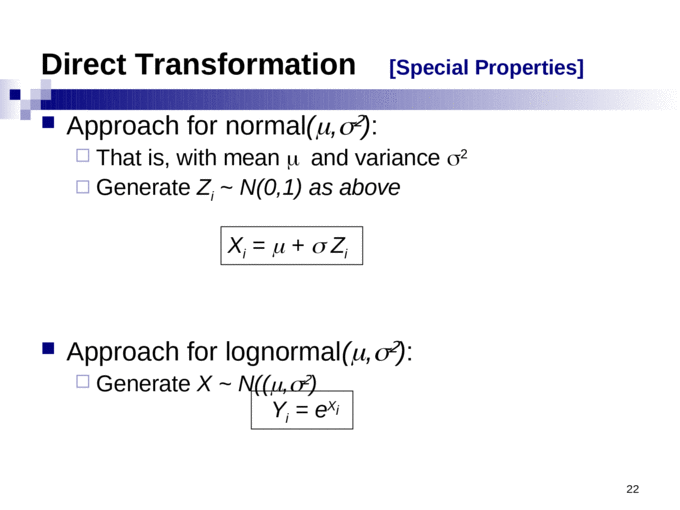 Direct Transformation [Special Properties]
Approach for normal(μ,σ²):
That is, with mean μ and variance σ²
Generate Zᵢ ~ N(0,1) as above
Xᵢ = μ + σ Zᵢ
Approach for lognormal(μ,σ²):
Generate X ~ N((μ,σ²)
Yᵢ = e^Xi
22